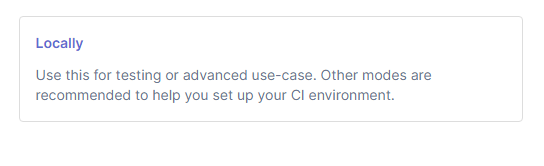 Locally
Use this for testing or advanced use-case. Other modes are
recommended to help you set up your CI environment.